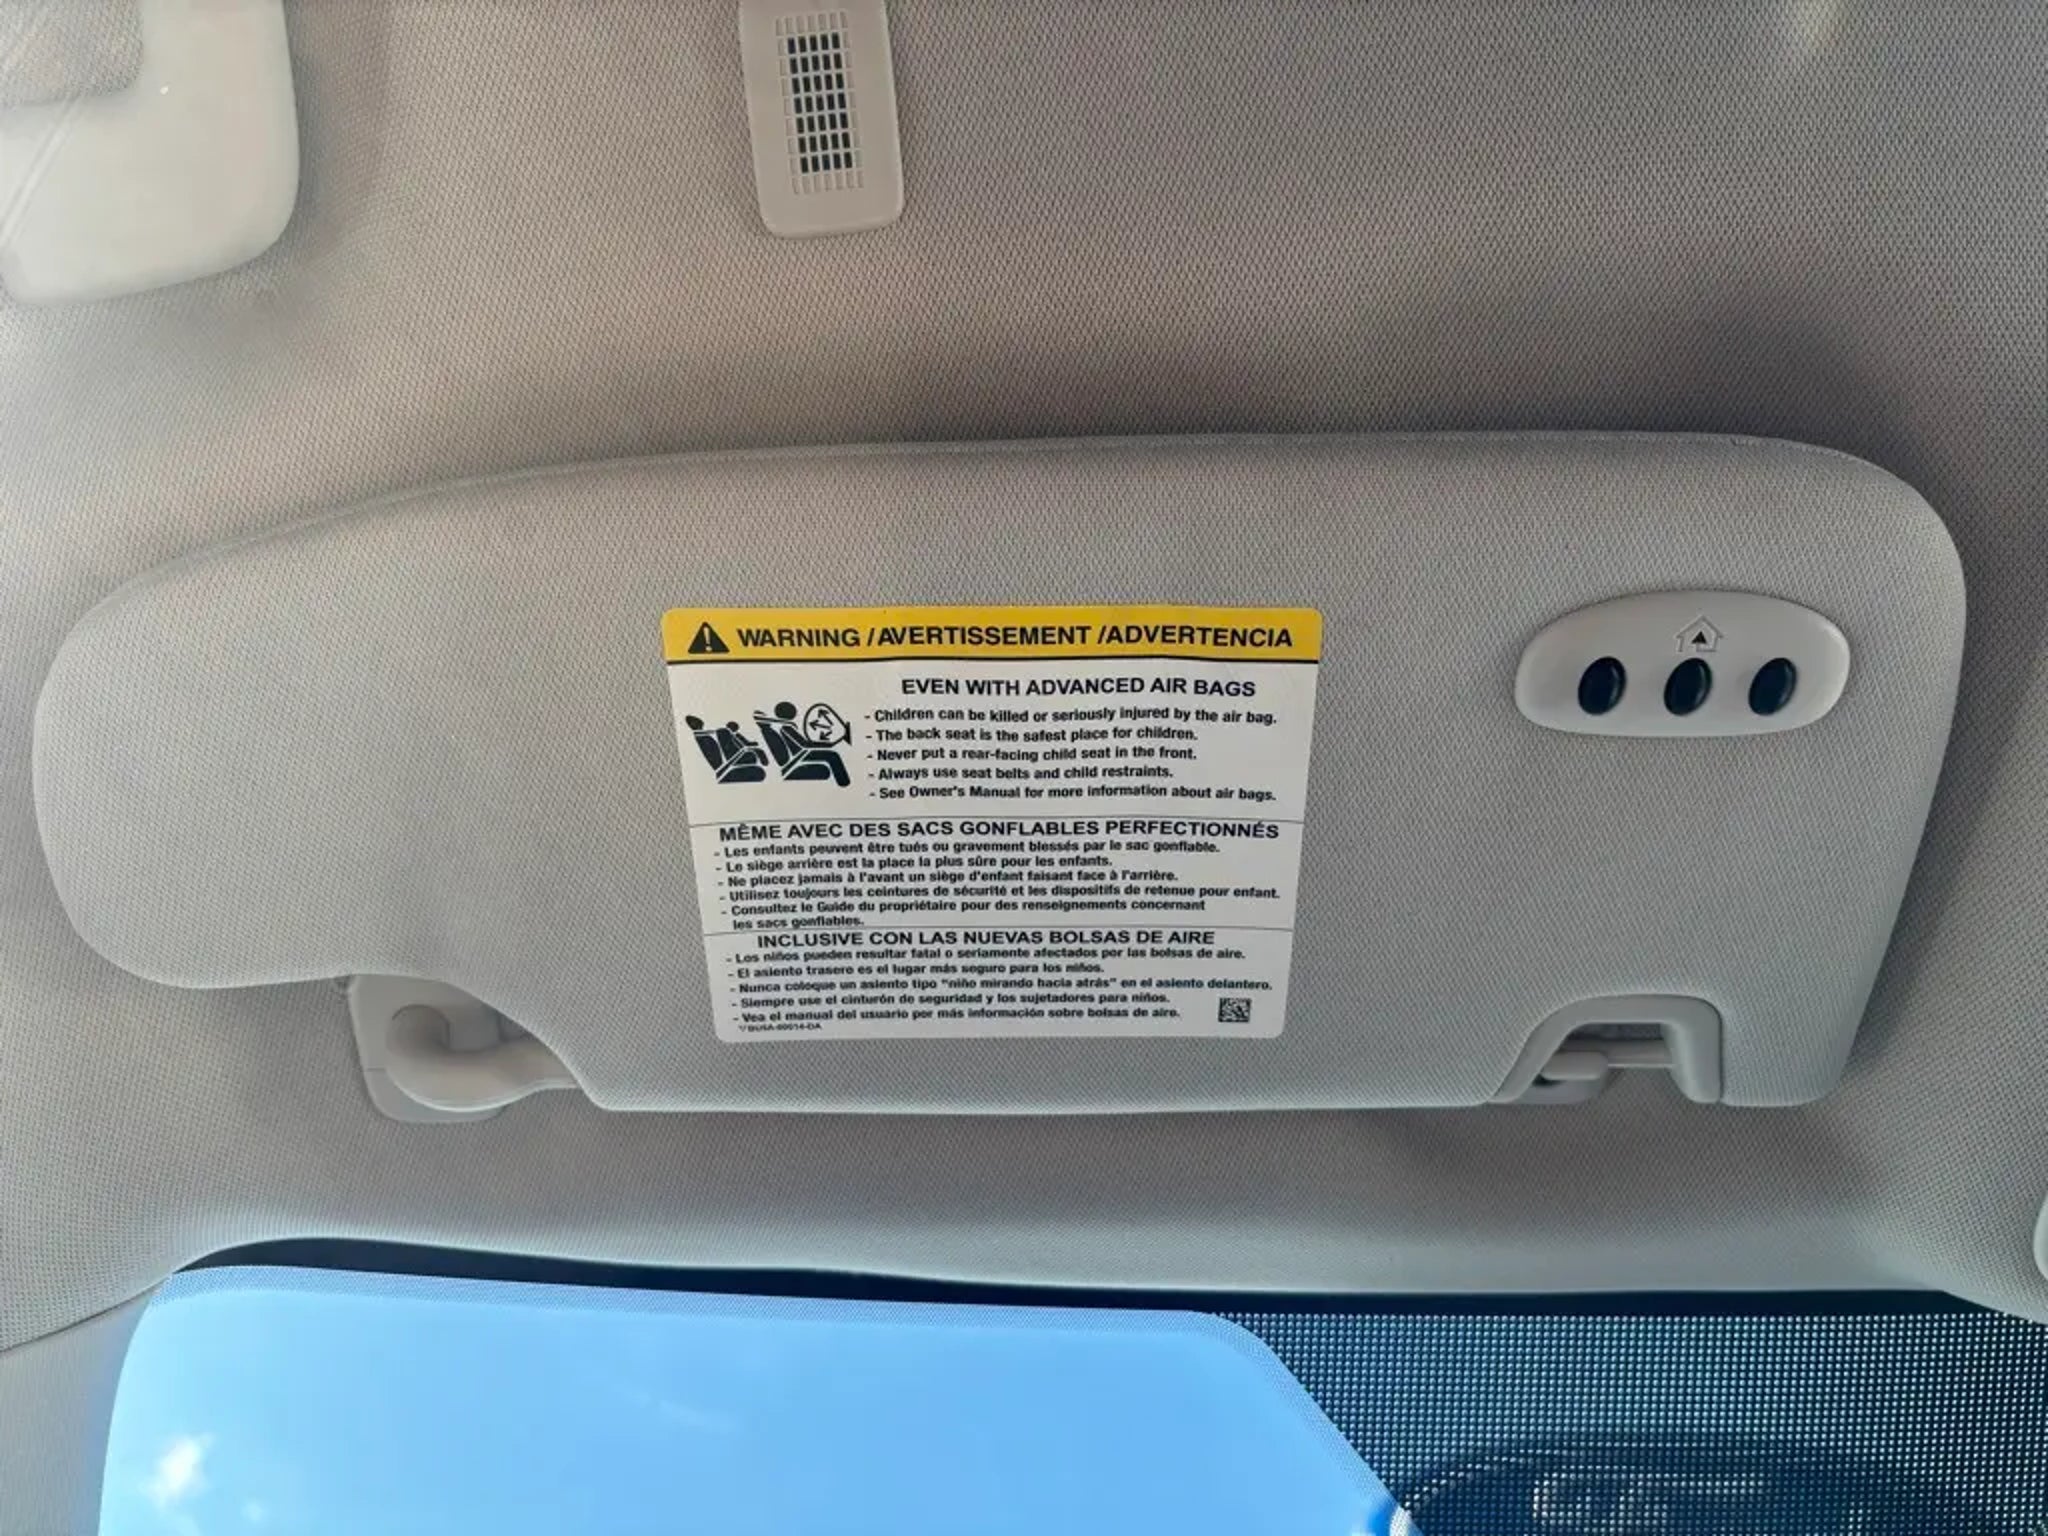 WARNING / AVERTISSEMENT / ADVERTENCIA
EVEN WITH ADVANCED AIR BAGS
- Children can be killed or seriously injured by the air bag.
- The back seat is the safest place for children.
- Never put a rear-facing child seat in the front.
- Always use seat belts and child restraints.
- See Owner's Manual for more information about air bags.
MÊME AVEC DES SACS GONFLABLES PERFECTIONNÉS
- Les enfants peuvent être tués ou gravement blessés par le sac gonflable.
- Le siège arrière est la place la plus sûre pour les enfants.
- Ne placez jamais à l'avant un siège d'enfant faisant face à l'arrière.
- Utilisez toujours les ceintures de sécurité et les dispositifs de retenue pour enfant.
- Consultez le Guide du propriétaire pour des renseignements concernant
les sacs gonflables.
INCLUSIVE CON LAS NUEVAS BOLSAS DE AIRE
- Los niños pueden resultar fatal o seriamente afectados por las bolsas de aire.
- El asiento trasero es el lugar más seguro para los niños.
- Nunca coloque un asiento tipo "niño mirando hacia atrás" en el asiento delantero.
- Siempre use el cinturón de seguridad y los sujetadores para niños.
- Vea el manual del usuario por más información sobre bolsas de aire.